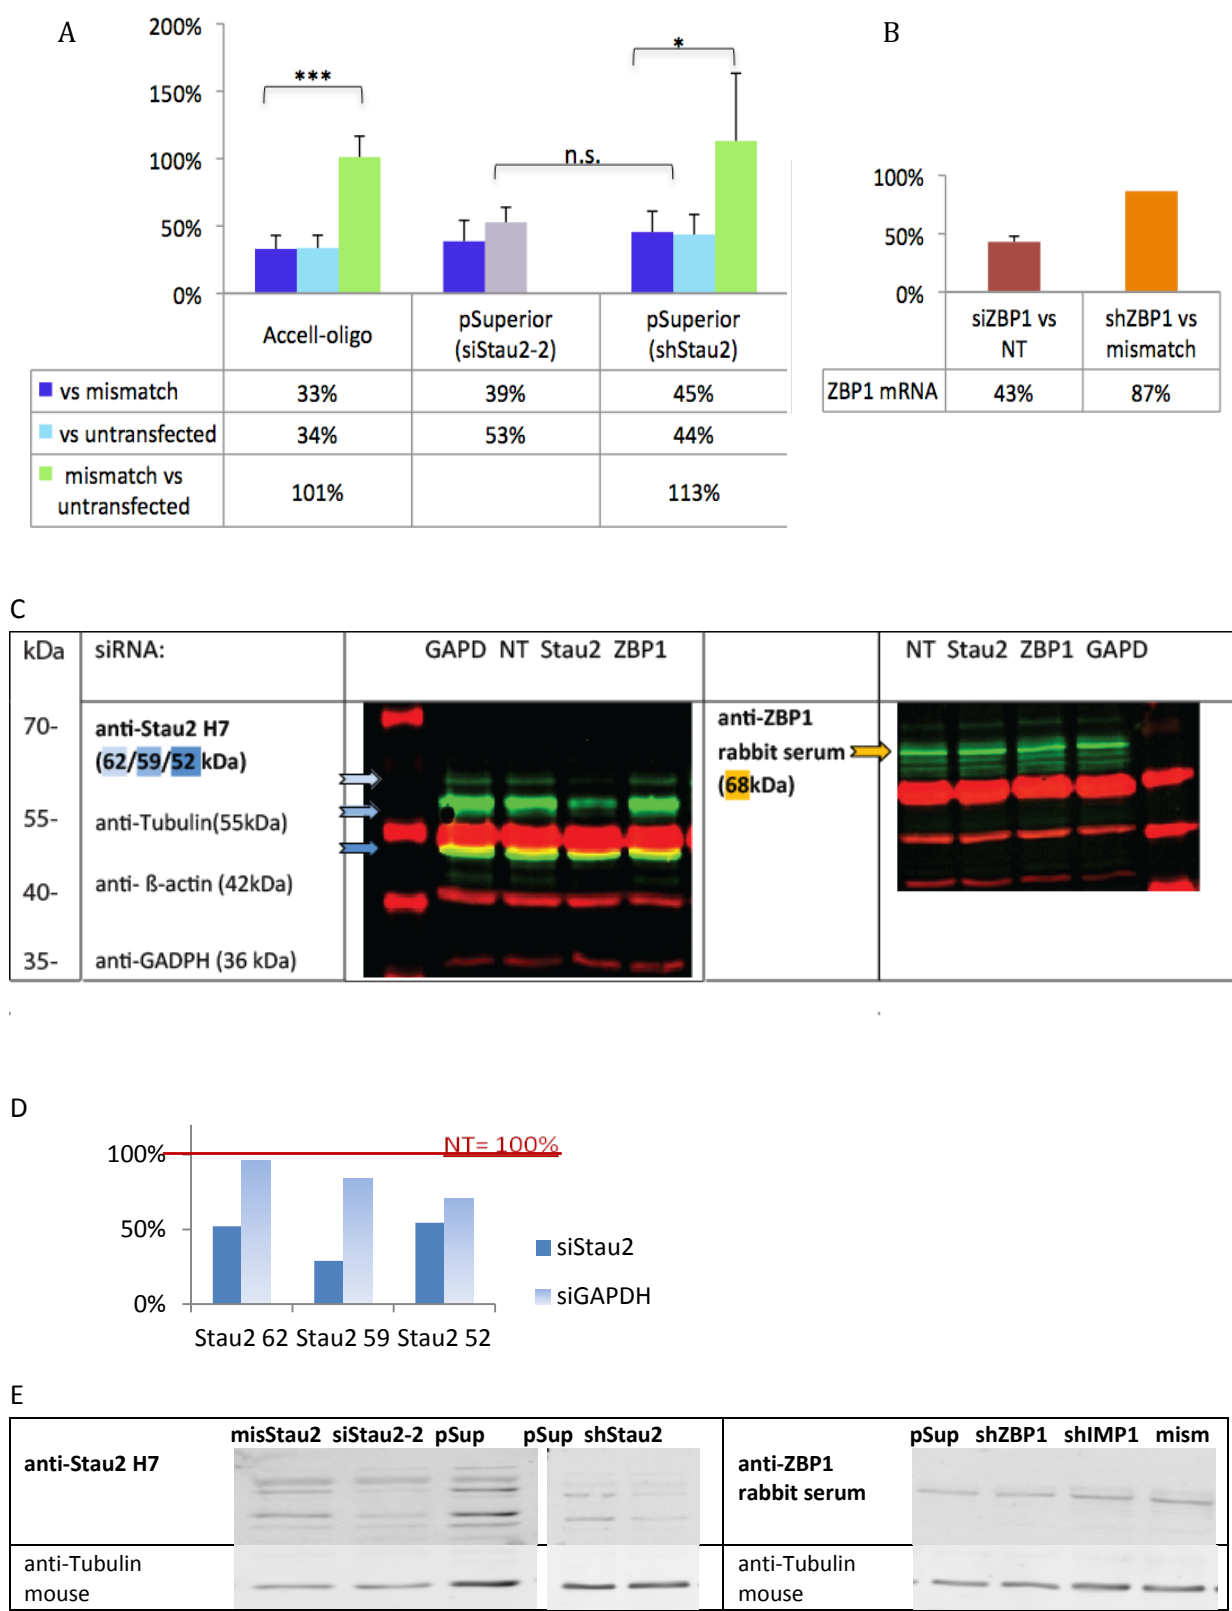 A
200%
150%
100%
50%
0%
***
n.s.
*
Accell-oligo
pSuperior
(siStau2-2)
pSuperior
(shStau2)
vs mismatch 33% 39% 45%
vs untransfected 34% 53% 44%
mismatch vs
untransfected
101% 113%
B
100%
50%
0%
siZBP1 vs
NT
shZBP1 vs
mismatch
ZBP1 mRNA 43% 87%
C
kDa siRNA: GAPD NT Stau2 ZBP1
NT Stau2 ZBP1 GAPD
70-
55-
40-
35-
anti-Stau2 H7
(62/59/52 kDa)
anti-Tubulin(55kDa)
anti- ß-actin (42kDa)
anti-GADPH (36 kDa)
anti-ZBP1
rabbit serum
(68kDa)
D
100%
50%
0%
NT= 100%
siStau2
siGAPDH
Stau2 62 Stau2 59 Stau2 52
E
misStau2 siStau2-2 pSup pSup shStau2
anti-Stau2 H7
anti-Tubulin
mouse
pSup shZBP1 shIMP1 mism
anti-ZBP1
rabbit serum
anti-Tubulin
mouse